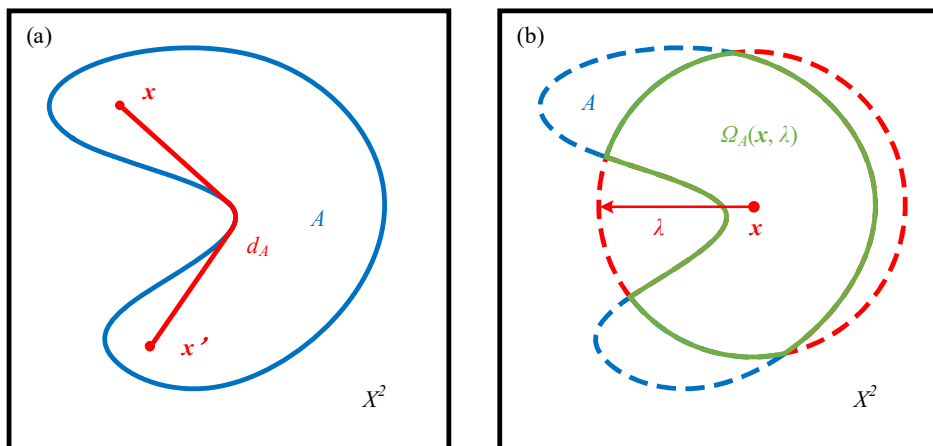 (a)
x
A
d_A
x′
X²
(b)
A
Ω_A(x, λ)
λ
x
X²